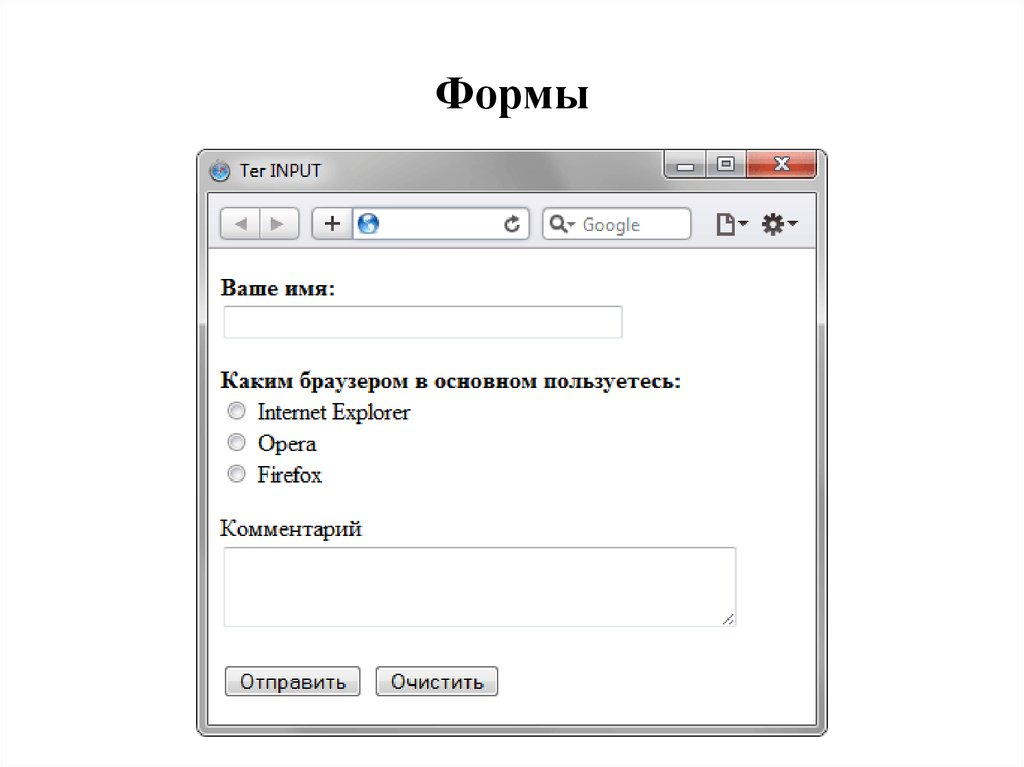 Формы
Тег INPUT
Google
Ваше имя:
Каким браузером в основном пользуетесь:
Internet Explorer
Opera
Firefox
Комментарий
Отправить Очистить